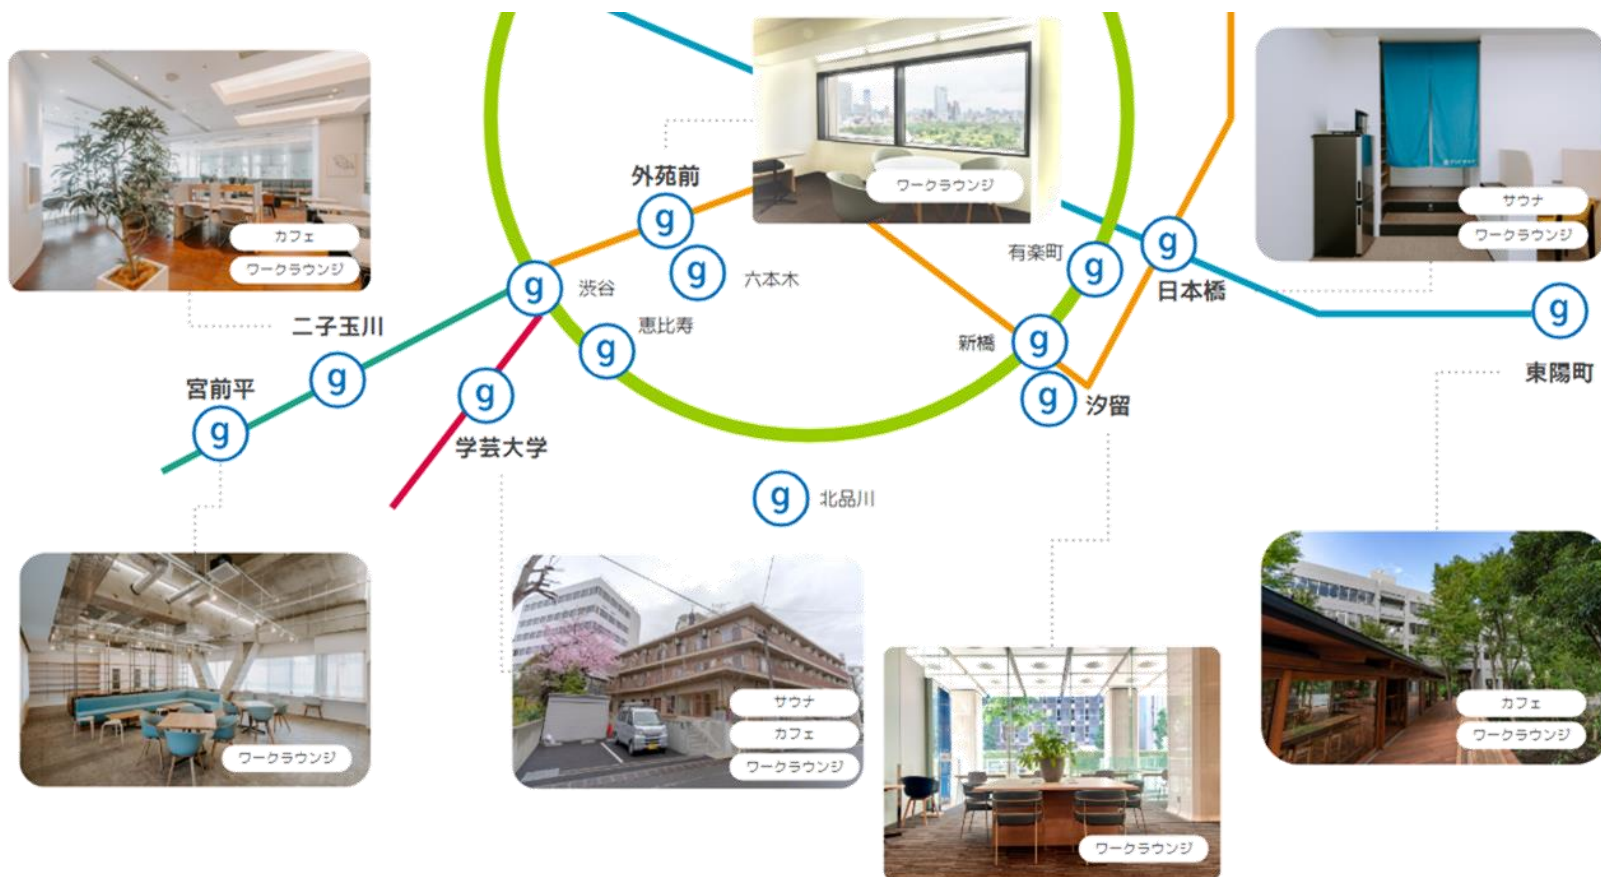 カフェ
ワークラウンジ
ワークラウンジ
サウナ
ワークラウンジ
外苑前
g
g
六本木
g
渋谷
g
恵比寿
有楽町
g
g
日本橋
新橋
g
g
汐留
g
東陽町
二子玉川
g
宮前平
g
g
学芸大学
g
北品川
ワークラウンジ
サウナ
カフェ
ワークラウンジ
ワークラウンジ
カフェ
ワークラウンジ